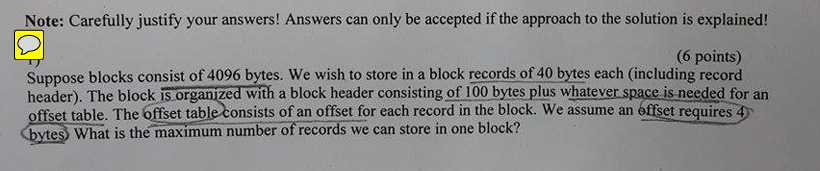 Note: Carefully justify your answers! Answers can only be accepted if the approach to the solution is explained!
1)
(6 points)
Suppose blocks consist of 4096 bytes. We wish to store in a block records of 40 bytes each (including record
header). The block is organized with a block header consisting of 100 bytes plus whatever space is needed for an
offset table. The offset table consists of an offset for each record in the block. We assume an offset requires 4
bytes. What is the maximum number of records we can store in one block?